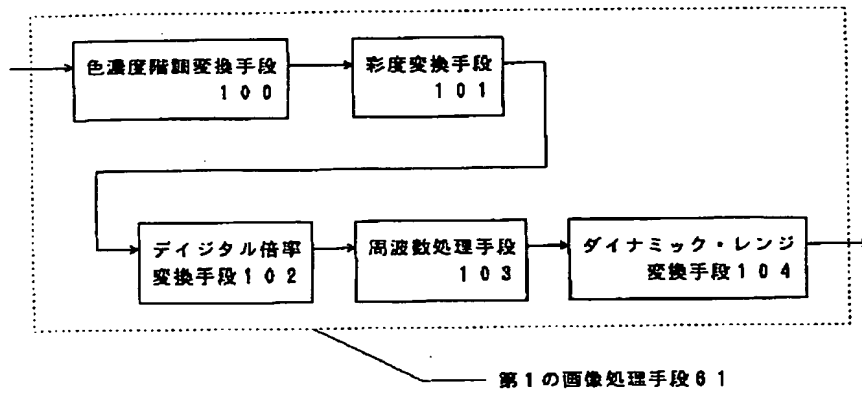 色濃度階調変換手段
１００
彩度変換手段
１０１
デイジタル倍率
変換手段１０２
周波数処理手段
１０３
ダイナミック・レンジ
変換手段１０４
第１の画像処理手段６１